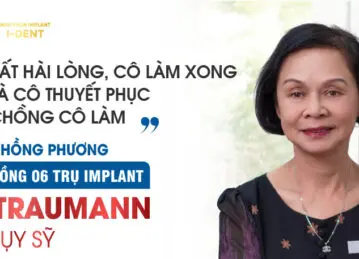 I-DENT
ẤT HÀI LÒNG, CÔ LÀM XONG
À CÔ THUYẾT PHỤC
CHỒNG CÔ LÀM ”
HỒNG PHƯƠNG
ỒNG 06 TRỤ IMPLANT
TRAUMANN
ỤY SỸ